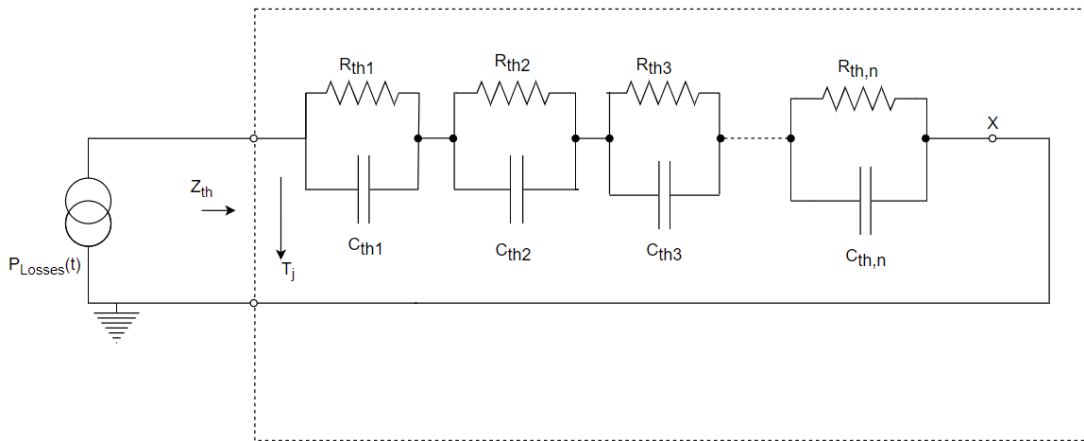 Rth1
Rth2
Rth3
Rth,n
X
Zth
Cth1
Cth2
Cth3
Cth,n
PLosses(t)
Tj